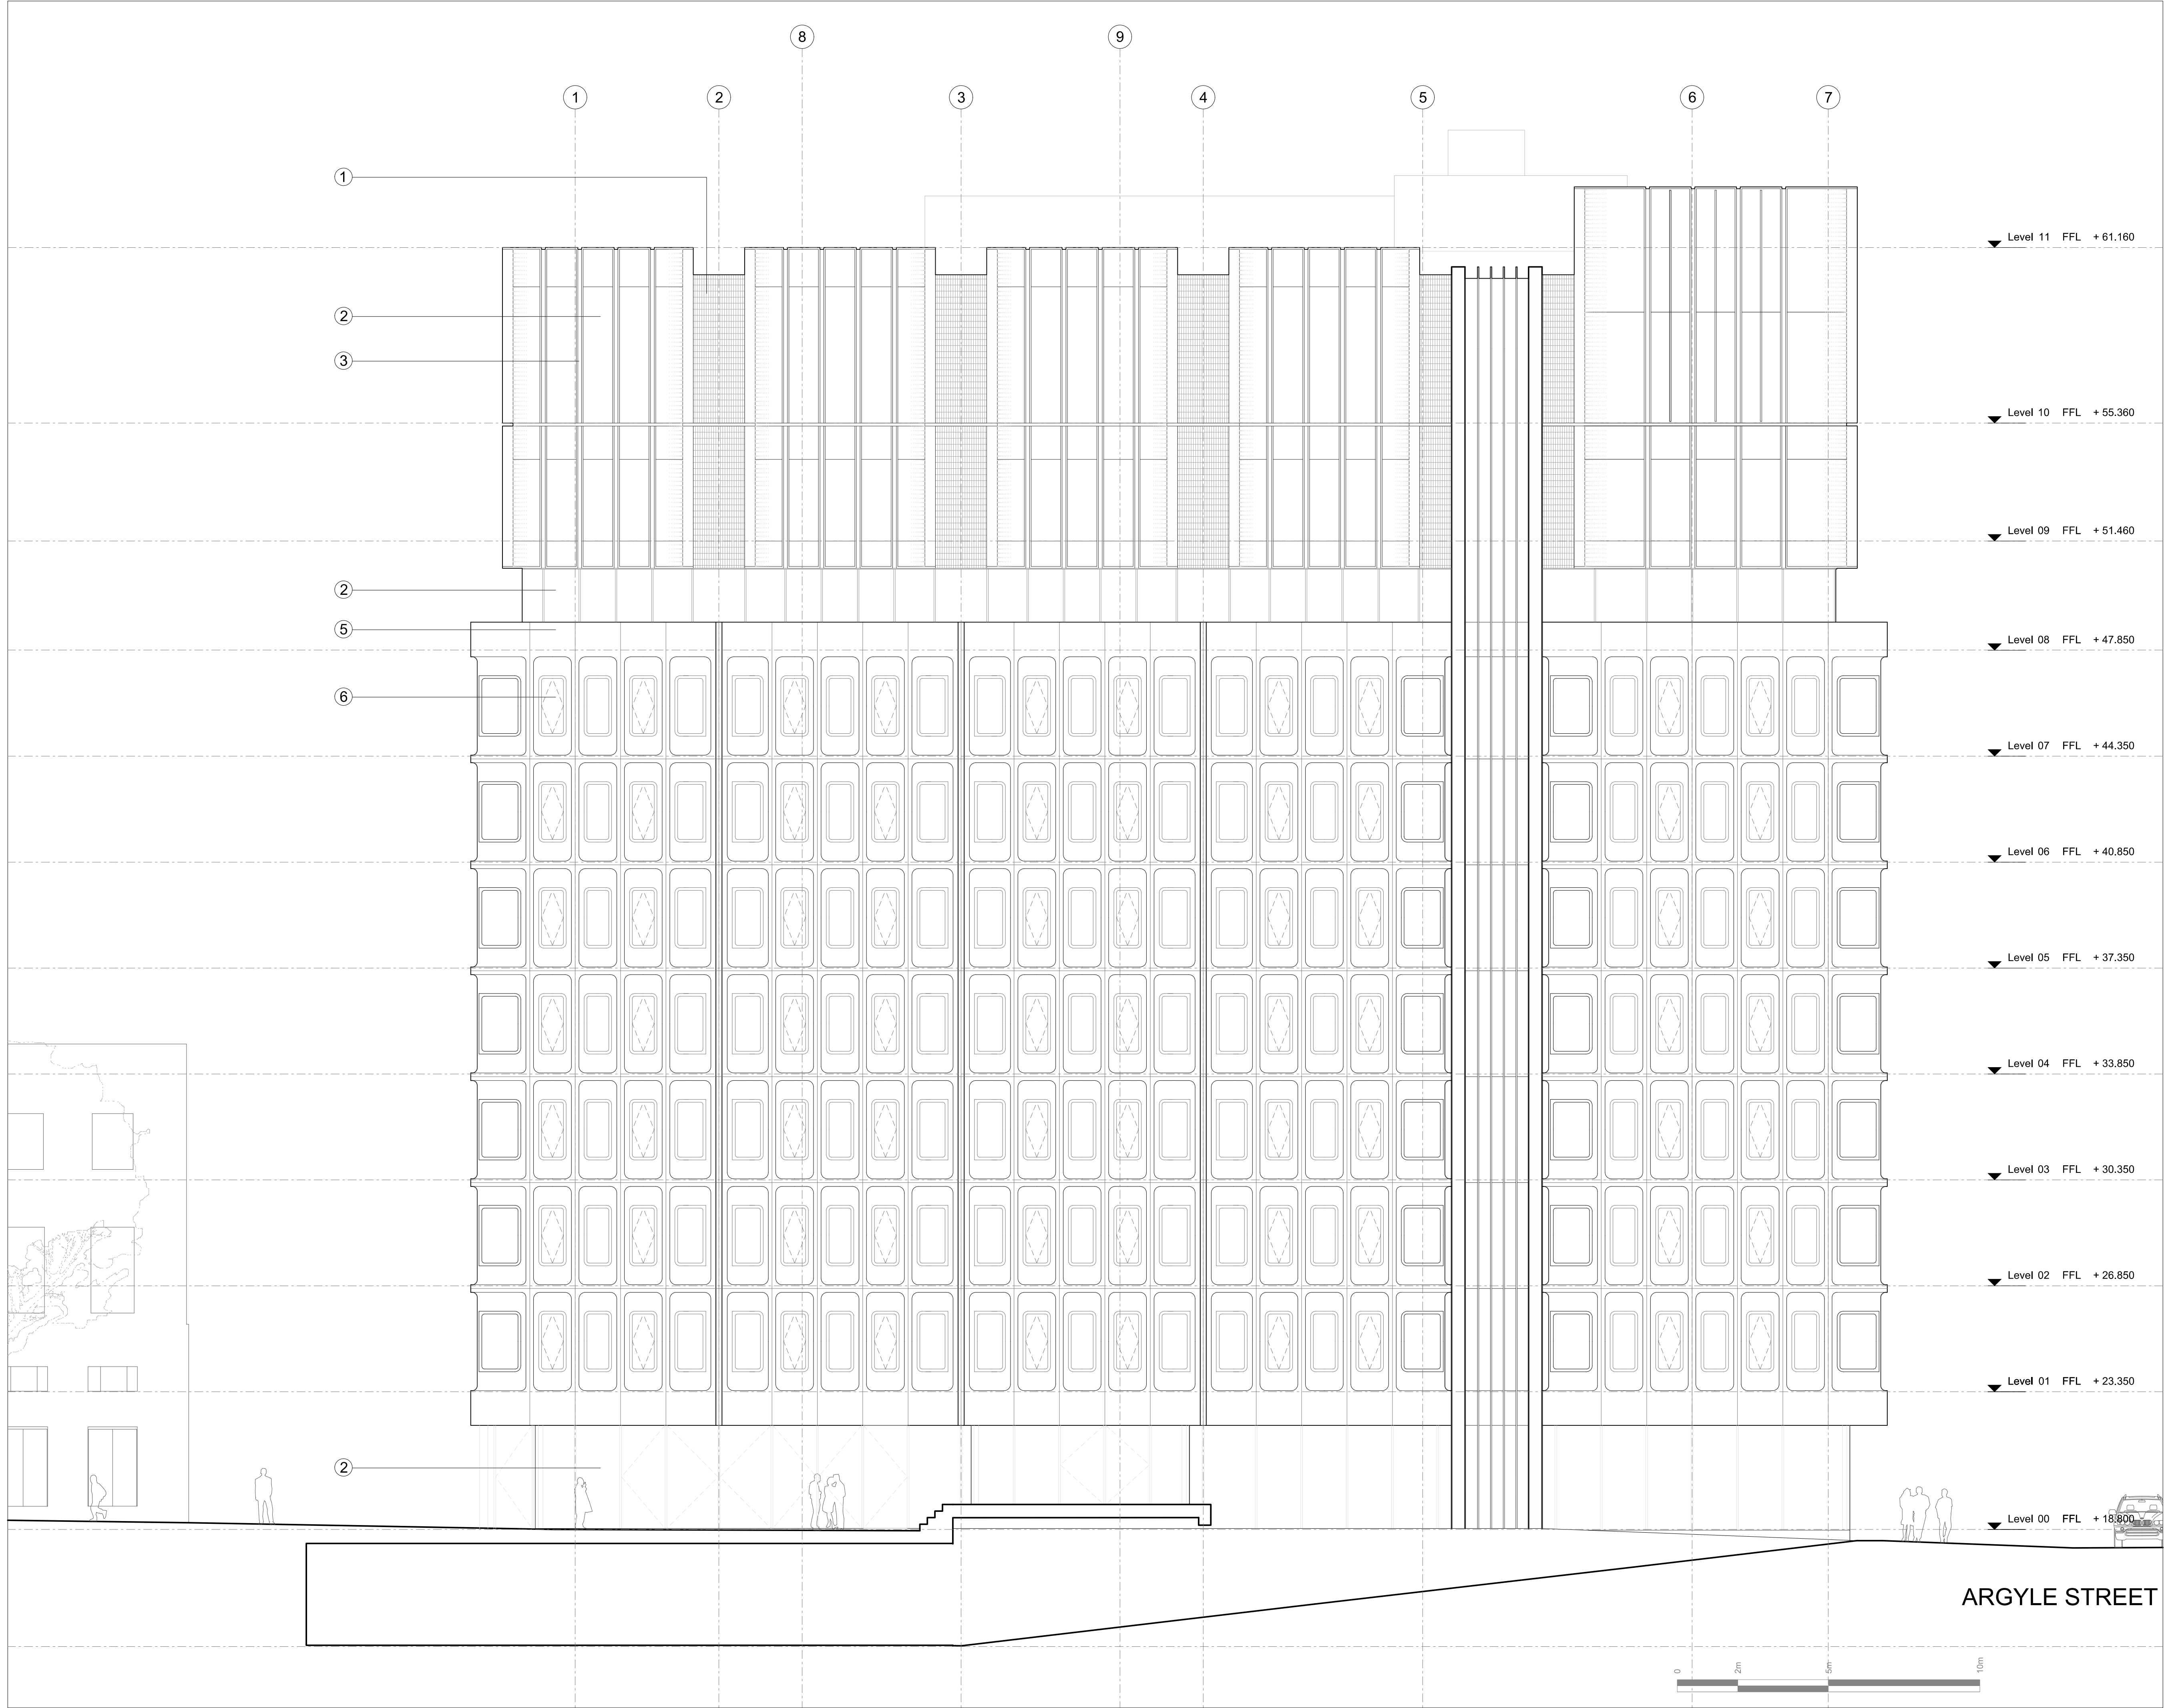 8
9
1
2
3
4
5
6
7
1
Level 11 FFL + 61.160
2
3
Level 10 FFL + 55.360
Level 09 FFL + 51.460
2
5
Level 08 FFL + 47.850
6
Level 07 FFL + 44.350
Level 06 FFL + 40.850
Level 05 FFL + 37.350
Level 04 FFL + 33.850
Level 03 FFL + 30.350
Level 02 FFL + 26.850
Level 01 FFL + 23.350
2
Level 00 FFL + 18.800
ARGYLE STREET
0 2m 5m 10m